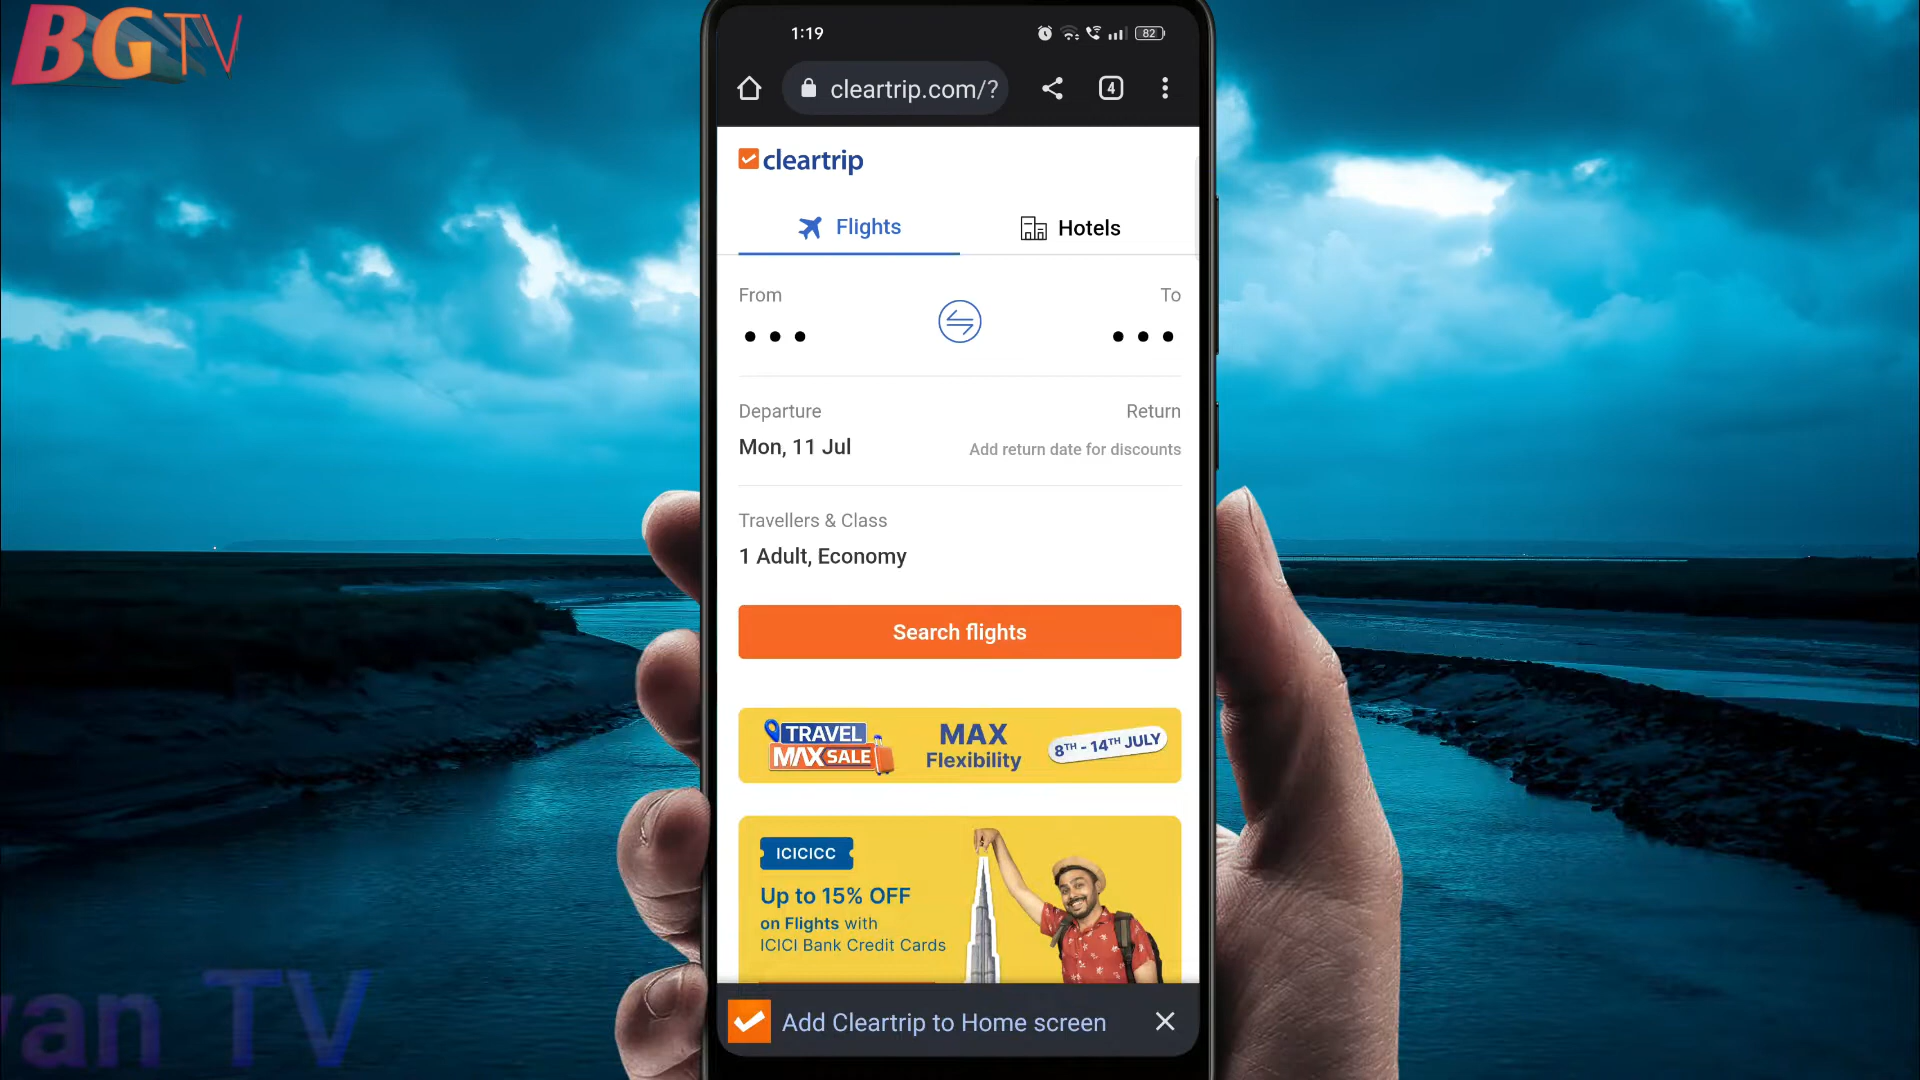 BGTV
1:19
82
cleartrip.com/?
4
cleartrip
Flights
Hotels
From
To
Departure
Return
Mon, 11 Jul
Add return date for discounts
Travellers & Class
1 Adult, Economy
Search flights
TRAVEL
MAX SALE
MAX
Flexibility
8TH - 14TH JULY
ICICICC
Up to 15% OFF
on Flights with
ICICI Bank Credit Cards
Add Cleartrip to Home screen
van TV